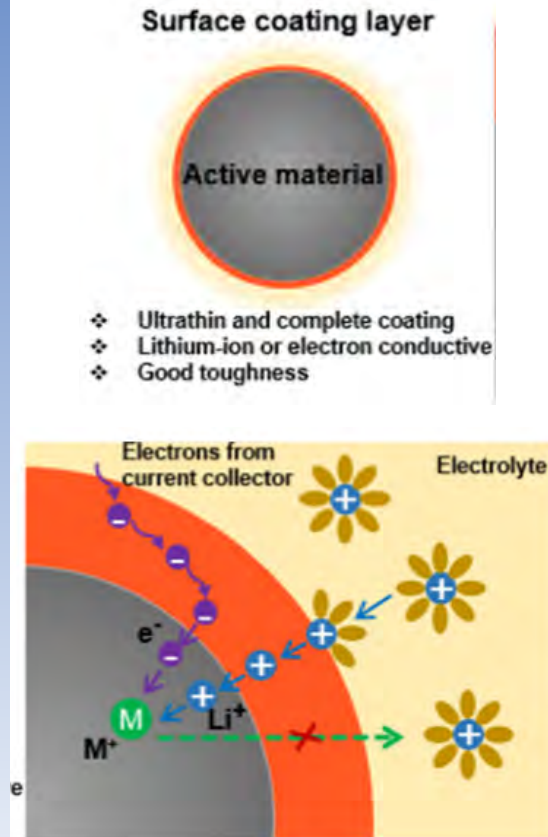 Surface coating layer
Active material
❖ Ultrathin and complete coating
❖ Lithium-ion or electron conductive
❖ Good toughness
Electrons from
current collector
Electrolyte
+
+
+
+
+
+
−
−
−
−
e⁻
M
M⁺
Li⁺
e